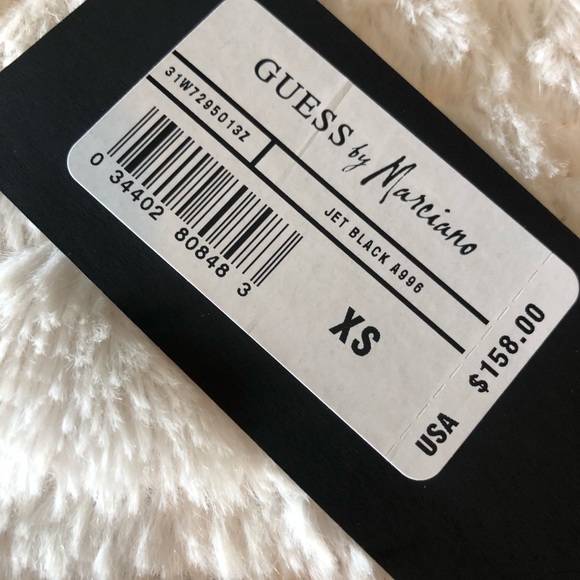 GUESS by Marciano
31W7295013Z
JET BLACK A996
0 34402 80848 3
XS
USA $158.00